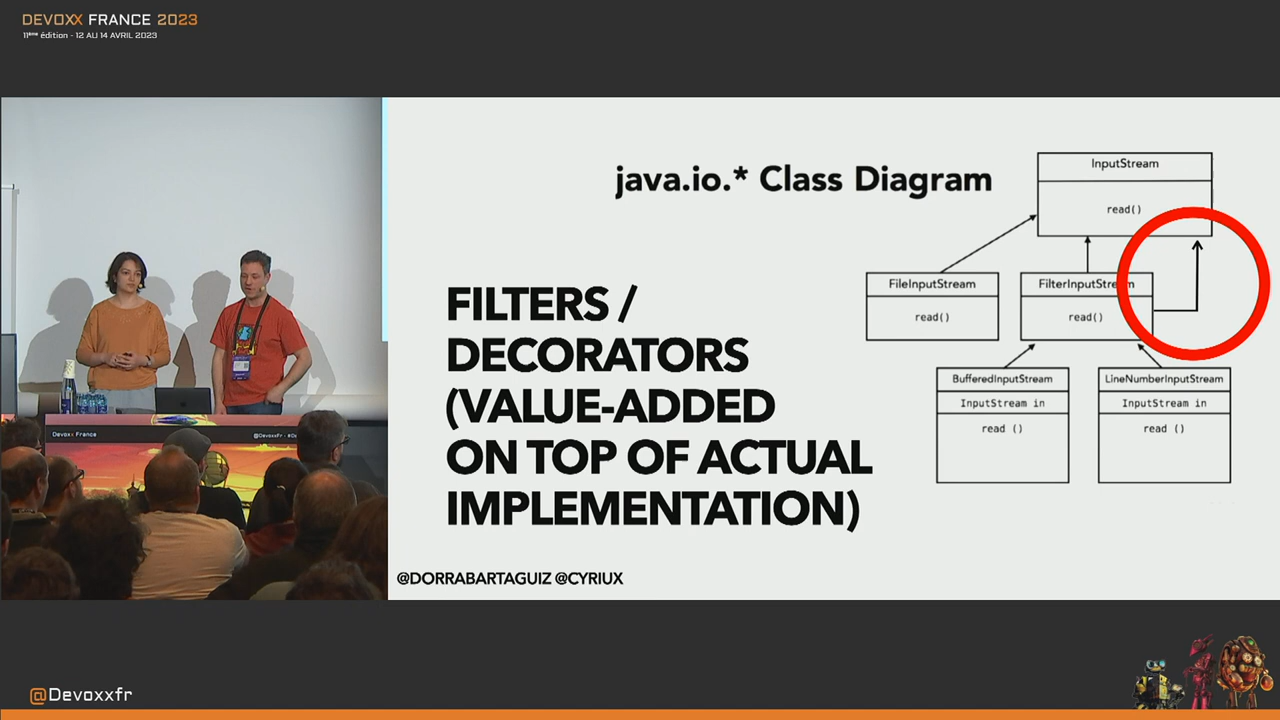 DEVOXX FRANCE 2023
11ème édition - 12 AU 14 AVRIL 2023
java.io.* Class Diagram
InputStream
read()
FileInputStream
read()
FilterInputStream
read()
BufferedInputStream
InputStream in
read ()
LineNumberInputStream
InputStream in
read ()
FILTERS /
DECORATORS
(VALUE-ADDED
ON TOP OF ACTUAL
IMPLEMENTATION)
@DORRABARTAGUIZ @CYRIUX
Devoxx France
@Devoxxfr